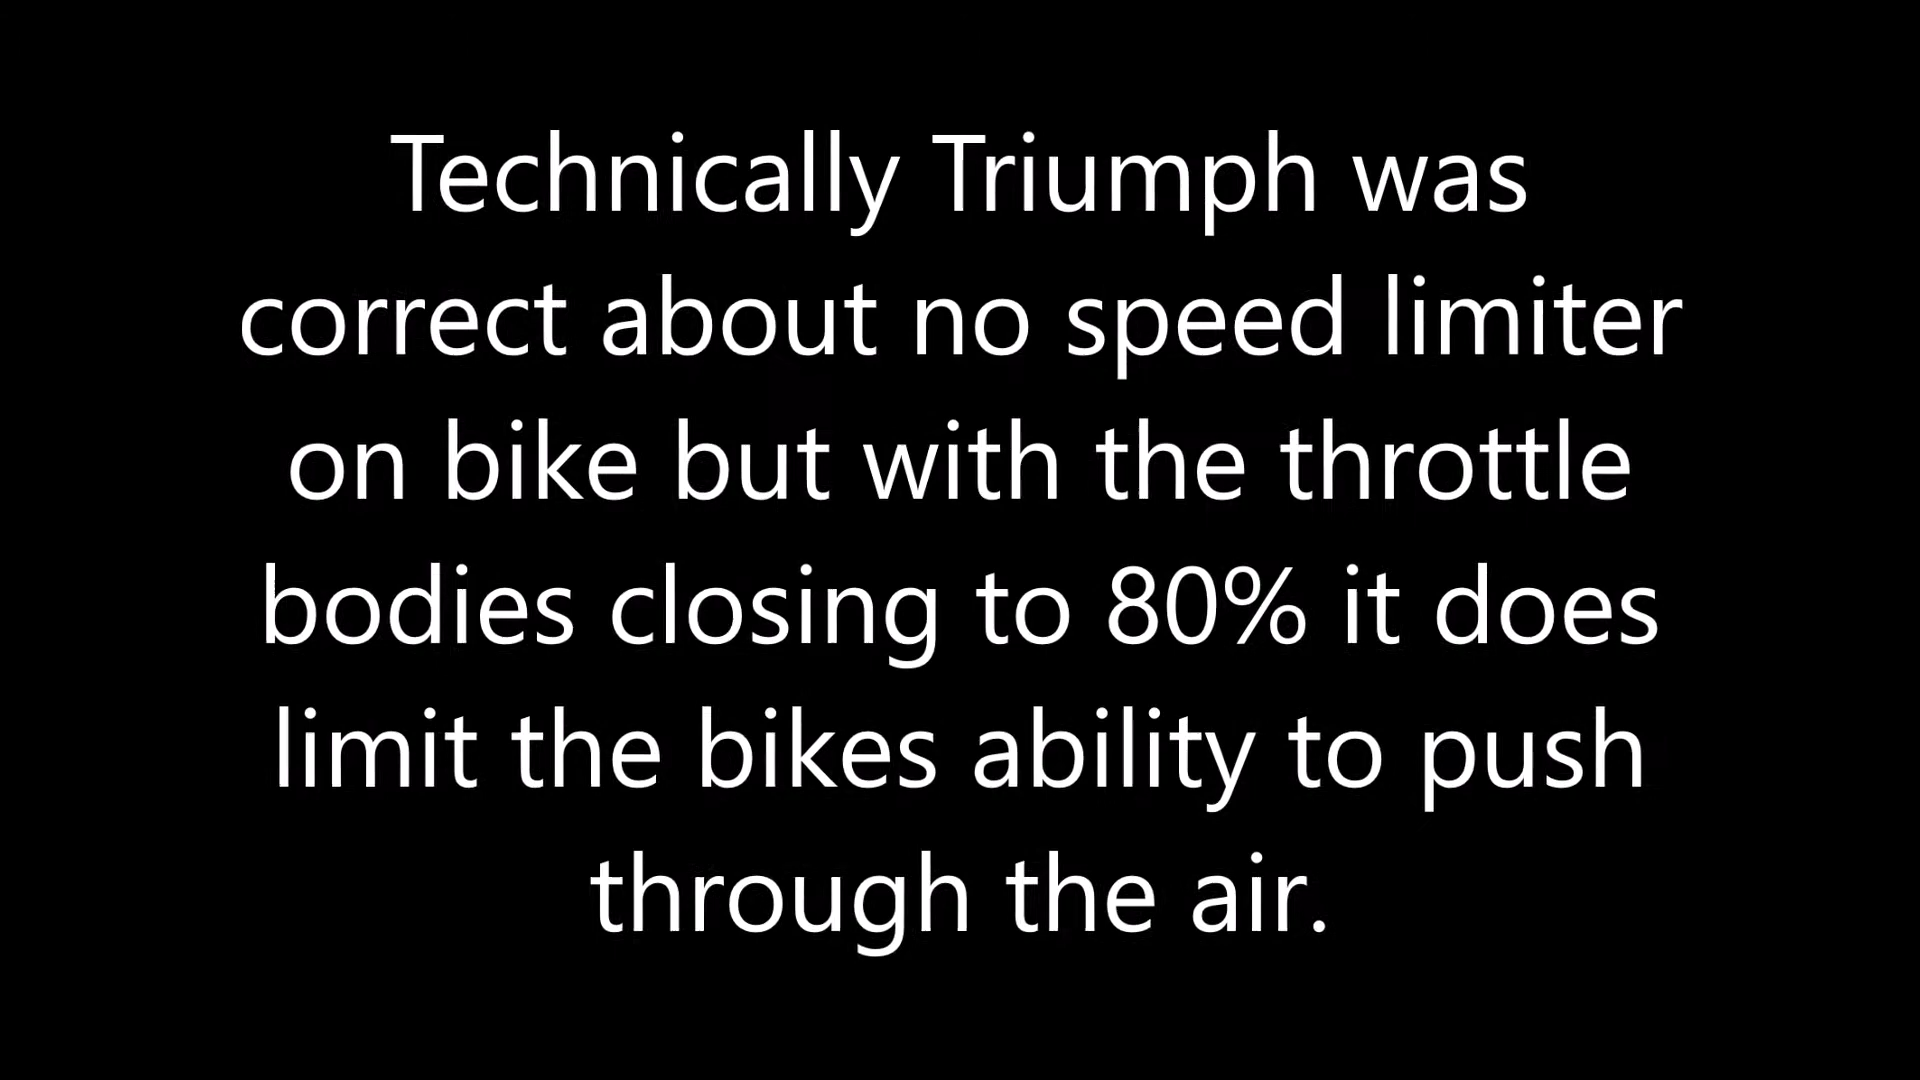 Technically Triumph was
correct about no speed limiter
on bike but with the throttle
bodies closing to 80% it does
limit the bikes ability to push
through the air.